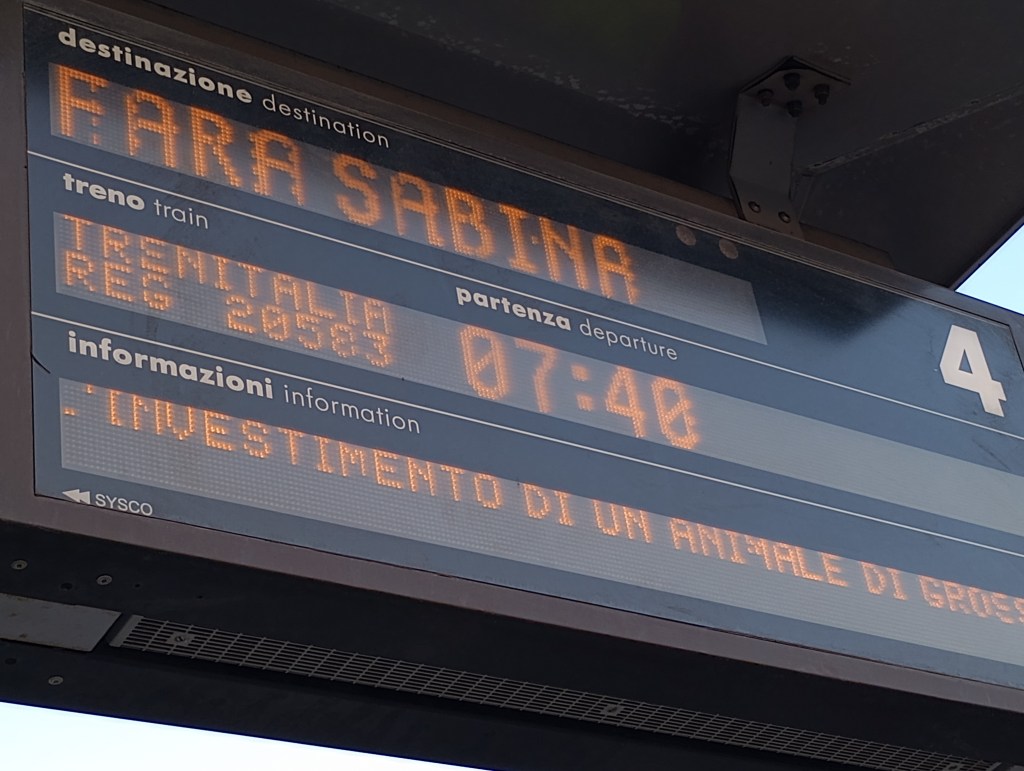 destinazione destination
FARA SABINA
treno train
TRENITALIA
REG 20583
partenza departure
07:40
4
informazioni information
L'INVESTIMENTO DI UN ANIMALE DI GROSS
SYSCO